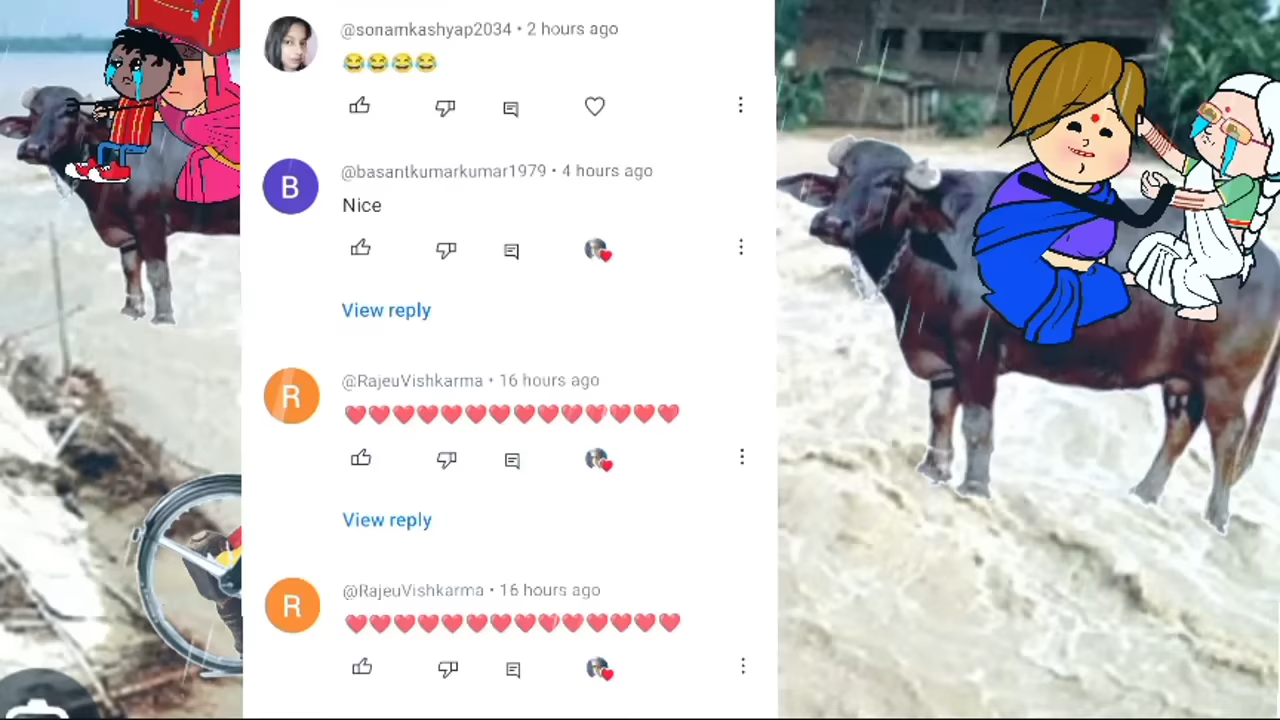 @sonamkashyap2034 • 2 hours ago
😂😂😂😂
B
@basantkumarkumar1979 • 4 hours ago
Nice
View reply
R
@RajeuVishkarma • 16 hours ago
❤️❤️❤️❤️❤️❤️❤️❤️❤️❤️❤️❤️❤️❤️
View reply
R
@RajeuVishkarma • 16 hours ago
❤️❤️❤️❤️❤️❤️❤️❤️❤️❤️❤️❤️❤️❤️